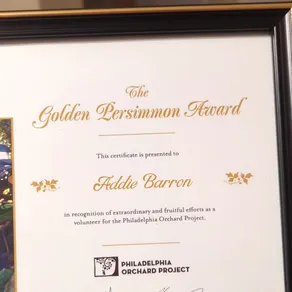 The
Golden Persimmon Award
This certificate is presented to
Addie Barron
in recognition of extraordinary and fruitful efforts as a
volunteer for the Philadelphia Orchard Project.
PHILADELPHIA
ORCHARD PROJECT